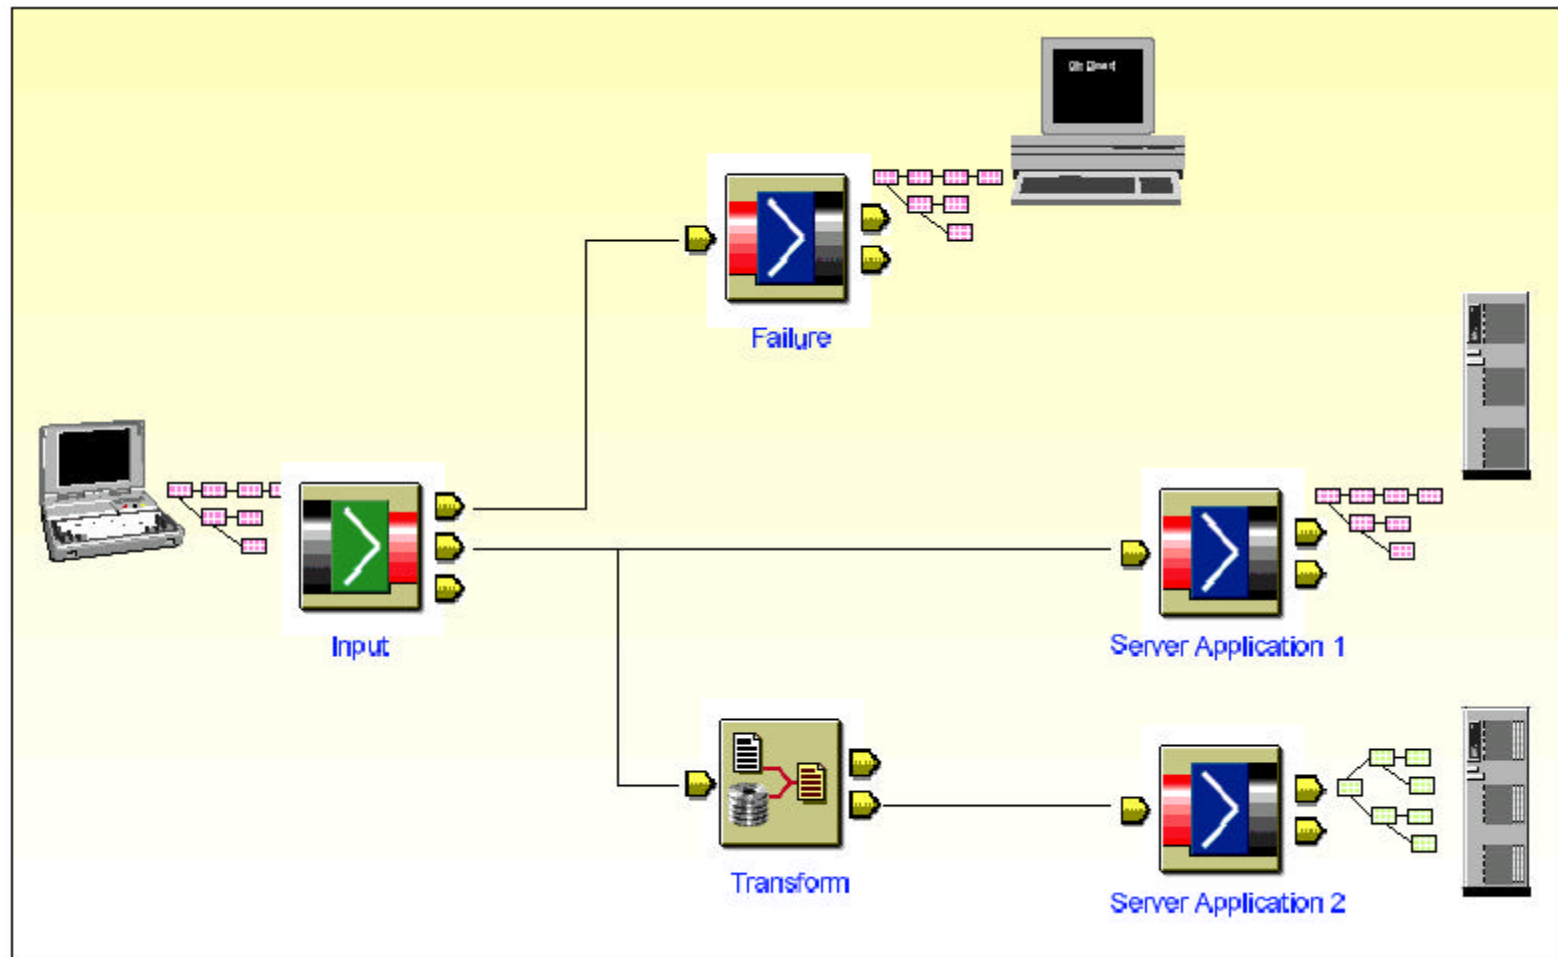 Failure
Input
Server Application 1
Transform
Server Application 2